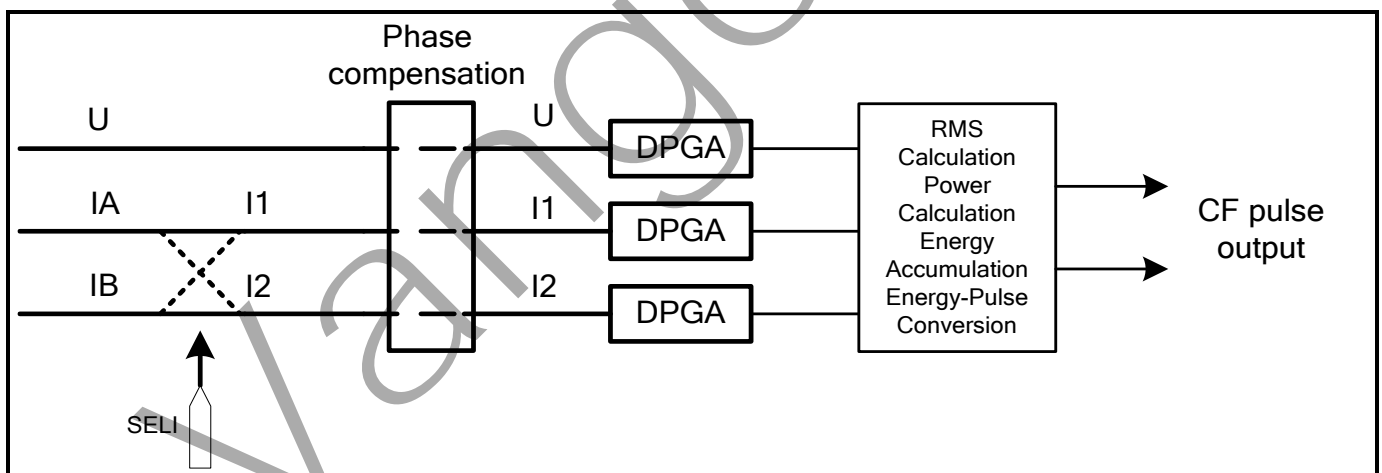 Phase
compensation
U
U
DPGA
IA
I1
I1
DPGA
IB
I2
I2
DPGA
SELI
RMS
Calculation
Power
Calculation
Energy
Accumulation
Energy-Pulse
Conversion
CF pulse
output